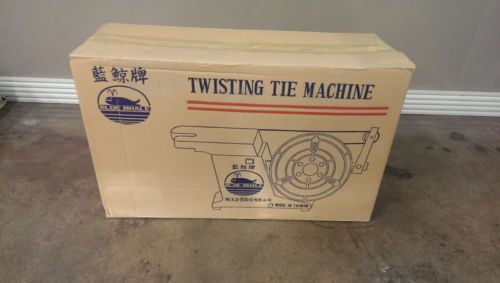 藍鯨牌
BLUE WHALE
TWISTING TIE MACHINE
藍鯨牌
BLUE WHALE
MADE IN TAIWAN